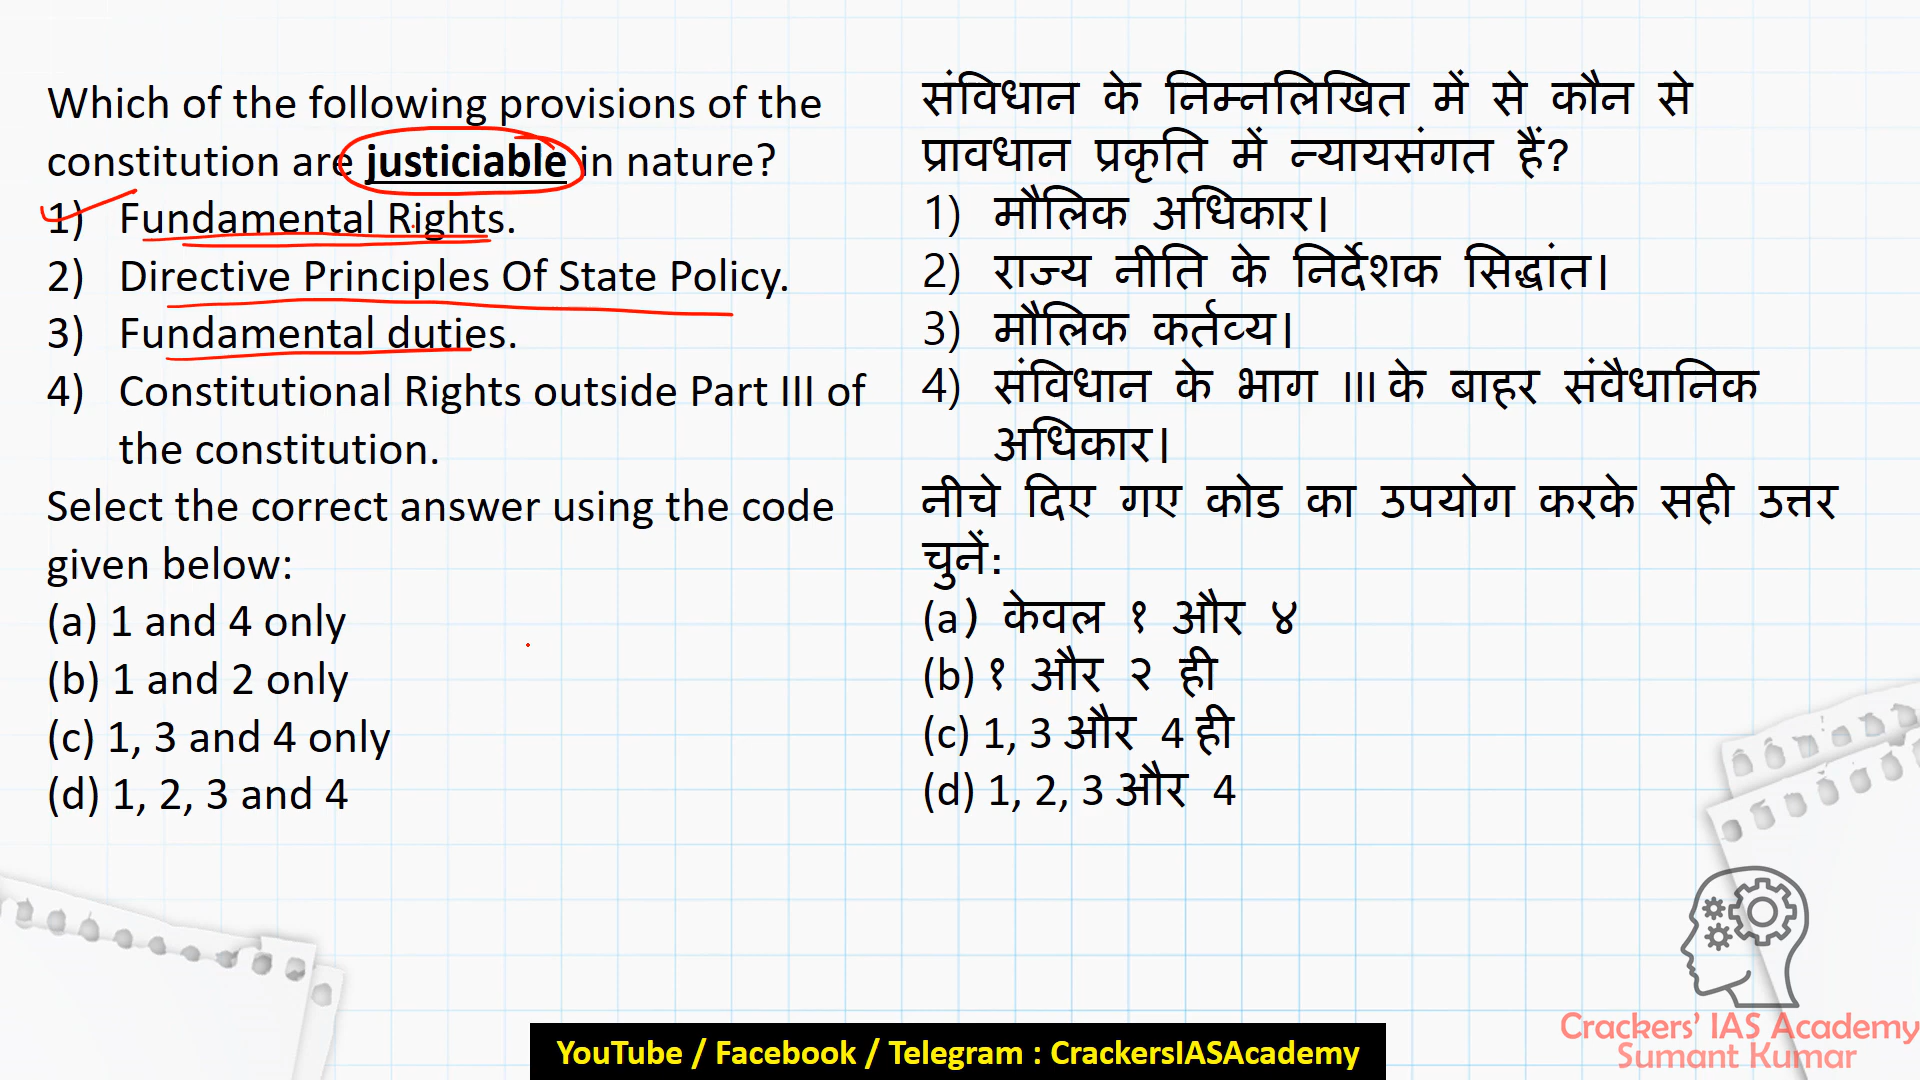 Which of the following provisions of the
constitution are justiciable in nature?
1) Fundamental Rights.
2) Directive Principles Of State Policy.
3) Fundamental duties.
4) Constitutional Rights outside Part III of
the constitution.
Select the correct answer using the code
given below:
(a) 1 and 4 only
(b) 1 and 2 only
(c) 1, 3 and 4 only
(d) 1, 2, 3 and 4
संविधान के निम्नलिखित में से कौन से
प्रावधान प्रकृति में न्यायसंगत हैं?
1) मौलिक अधिकार।
2) राज्य नीति के निर्देशक सिद्धांत।
3) मौलिक कर्तव्य।
4) संविधान के भाग III के बाहर संवैधानिक
अधिकार।
नीचे दिए गए कोड का उपयोग करके सही उत्तर
चुनें:
(a) केवल १ और ४
(b) १ और २ ही
(c) 1, 3 और 4 ही
(d) 1, 2, 3 और 4
Crackers' IAS Academy
Sumant Kumar
YouTube / Facebook / Telegram : CrackersIASAcademy